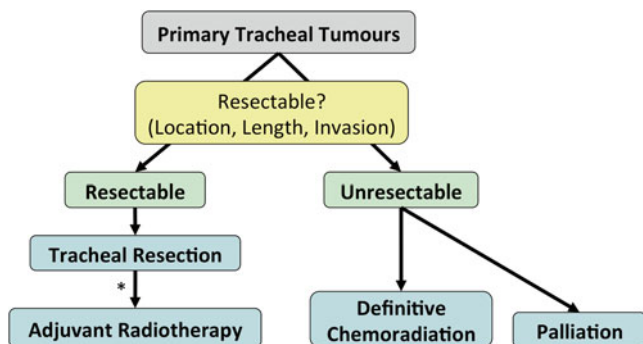 Primary Tracheal Tumours
Resectable?
(Location, Length, Invasion)
Resectable
Unresectable
Tracheal Resection
*
Adjuvant Radiotherapy
Definitive
Chemoradiation
Palliation